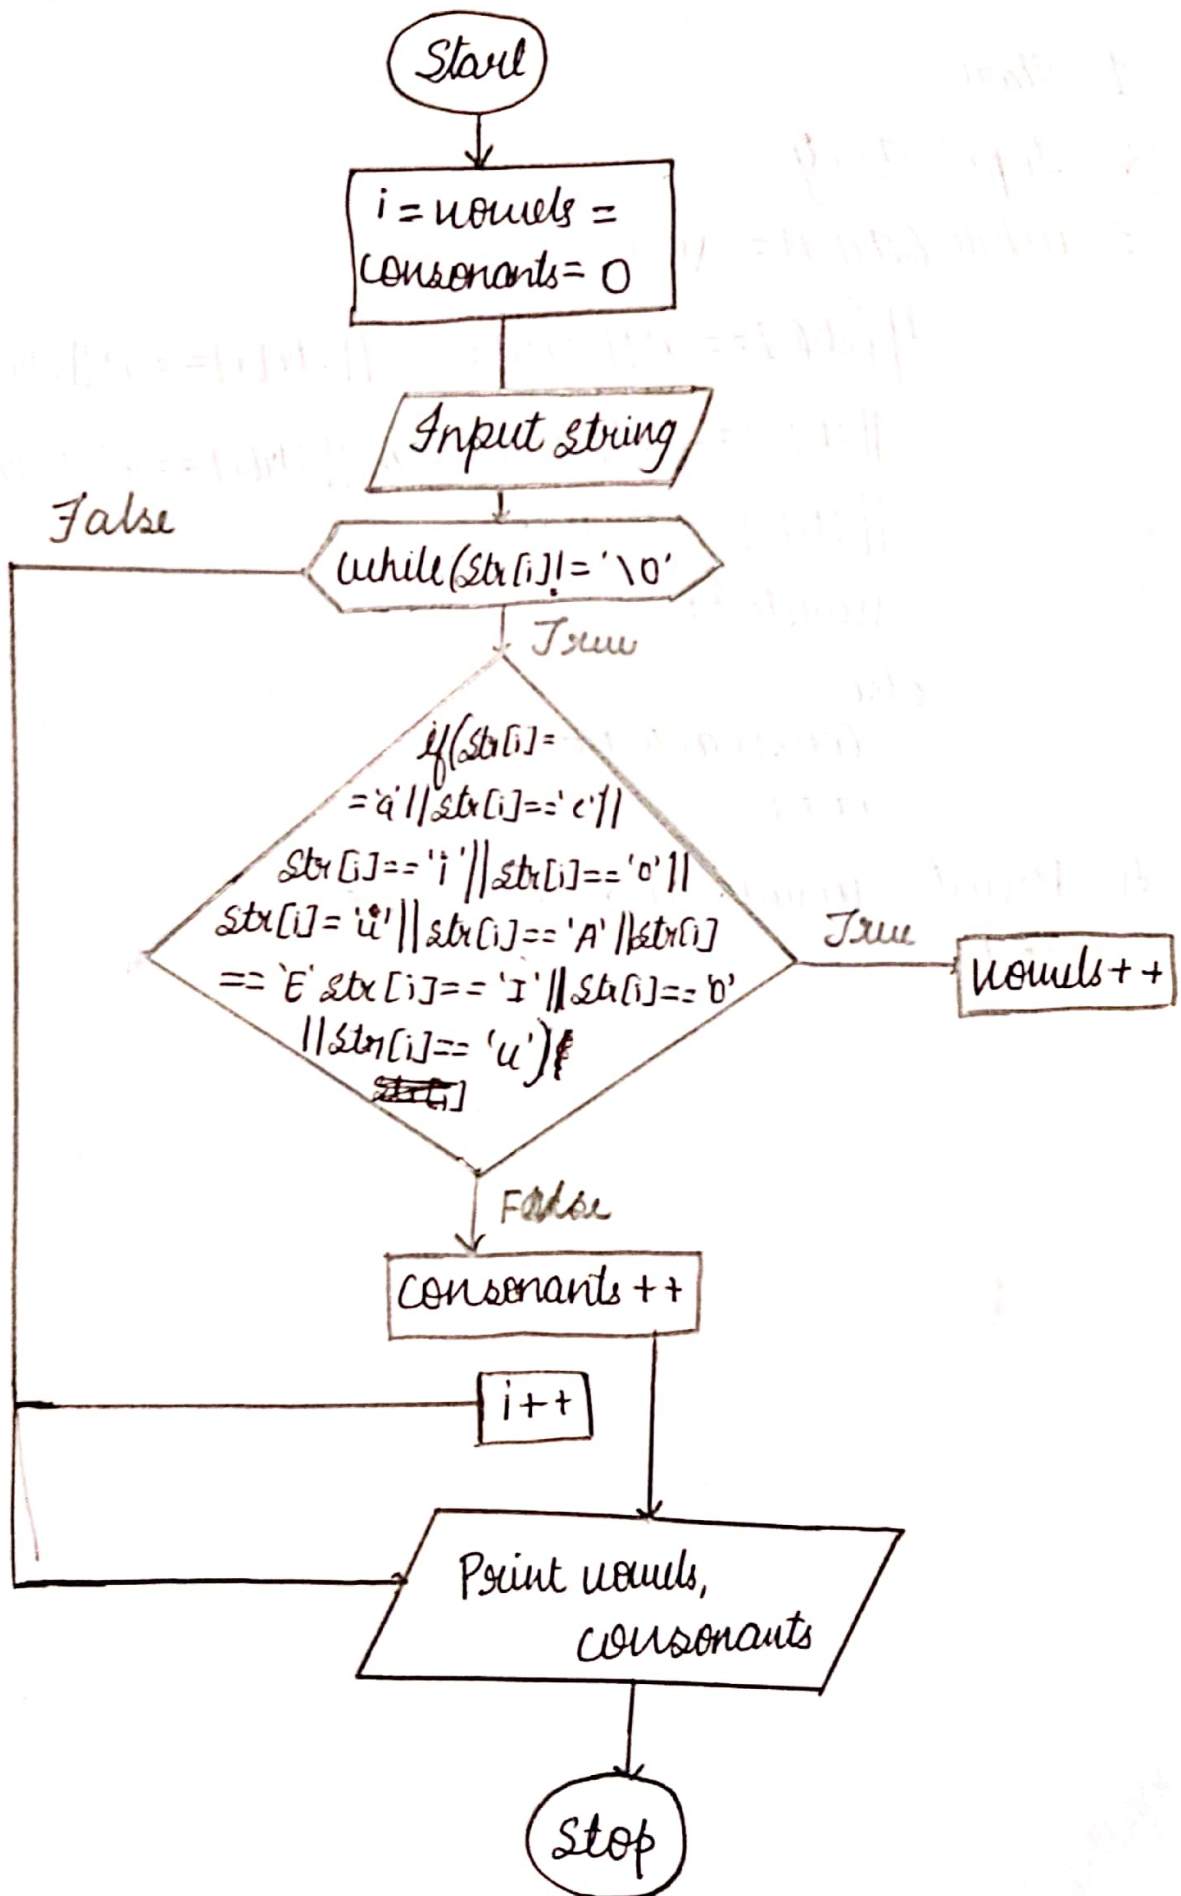 Start
i = vowels =
consonants = 0
Input string
False
while(str[i]!='\0'
True
if(str[i]=
='a'||str[i]=='e'||
str[i]=='i'||str[i]=='o'||
str[i]='u'||str[i]=='A'||str[i]
=='E' str[i]=='I'||str[i]=='O'
||str[i]=='U')
True
vowels++
False
consonants++
i++
Print vowels,
consonants
Stop